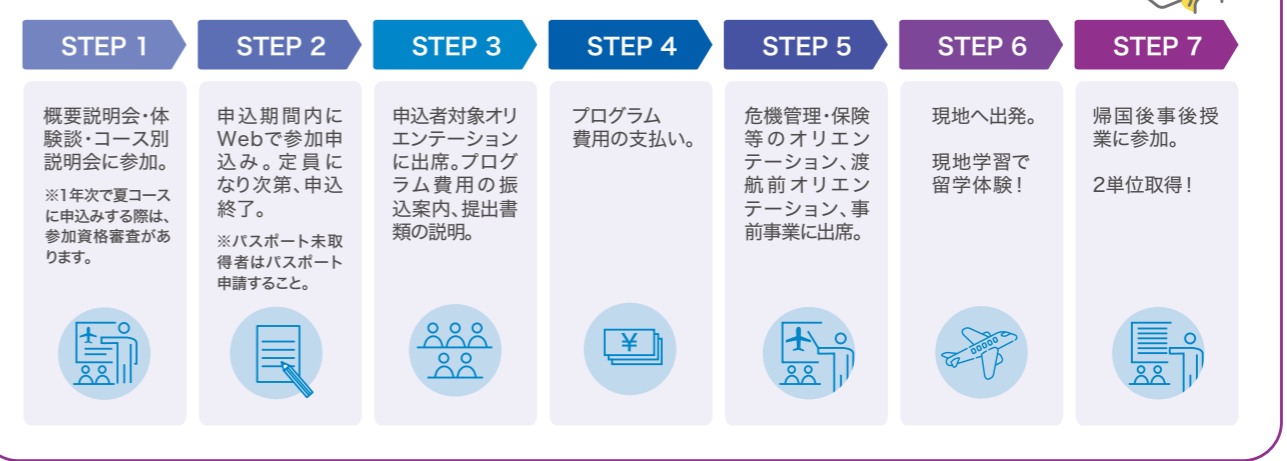 STEP 1
概要説明会・体
験談・コース別
説明会に参加。
※1年次で夏コース
に申込みする際は、
参加資格審査があ
ります。
STEP 2
申込期間内に
Webで参加申
込み。定員に
なり次第、申込
終了。
※パスポート未取
得者はパスポート
申請すること。
STEP 3
申込者対象オリ
エンテーション
に出席。プログ
ラム費用の振
込案内、提出書
類の説明。
STEP 4
プログラム
費用の支払い。
¥
STEP 5
危機管理・保険
等のオリエン
テーション、渡
航前オリエン
テーション、事
前事業に出席。
STEP 6
現地へ出発。
現地学習で
留学体験!
STEP 7
帰国後事後授
業に参加。
2単位取得!